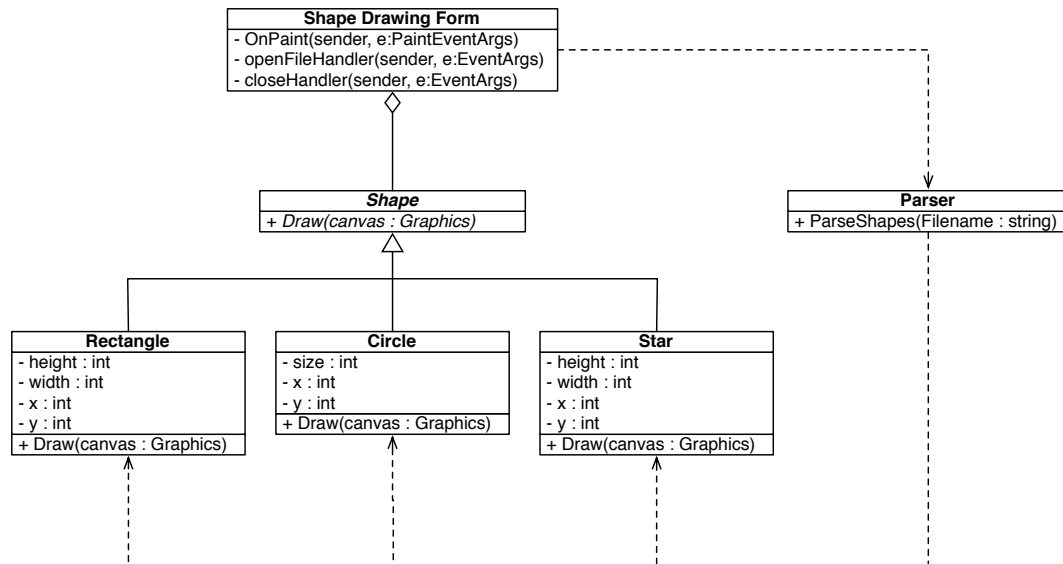 Shape Drawing Form
- OnPaint(sender, e:PaintEventArgs)
- openFileHandler(sender, e:EventArgs)
- closeHandler(sender, e:EventArgs)
Shape
+ Draw(canvas : Graphics)
Parser
+ ParseShapes(Filename : string)
Rectangle
- height : int
- width : int
- x : int
- y : int
+ Draw(canvas : Graphics)
Circle
- size : int
- x : int
- y : int
+ Draw(canvas : Graphics)
Star
- height : int
- width : int
- x : int
- y : int
+ Draw(canvas : Graphics)